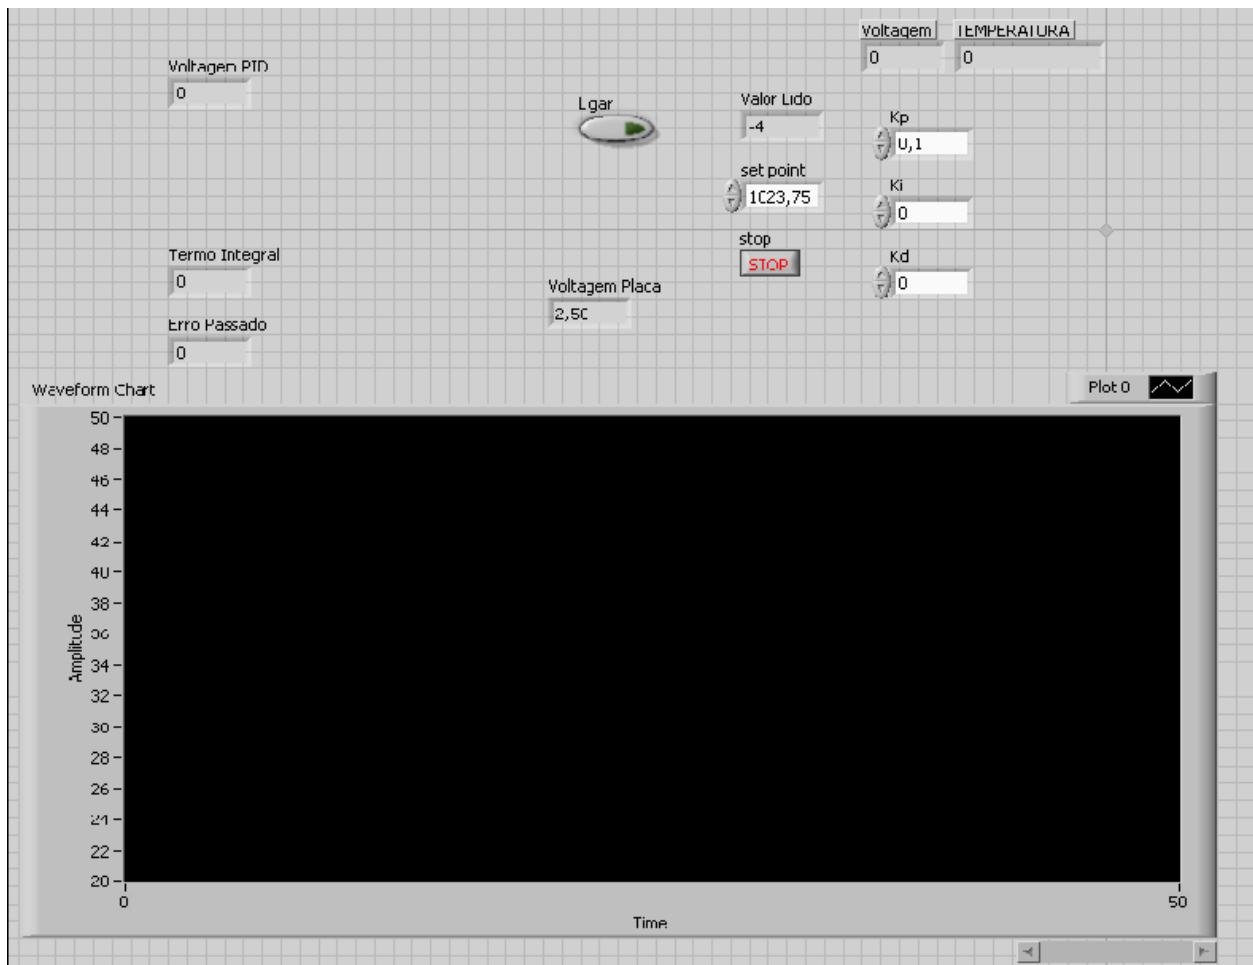 Voltagem TEMPERATURA
0 0
Voltagem PID
0
Ligar
Valor Lido
-4
Kp
0,1
set point
1023,75
Ki
0
stop
STOP
Termo Integral
0
Kd
0
Voltagem Placa
2,50
Erro Passado
0
Waveform Chart
Plot 0
50
48
46
44
42
40
38
36
34
32
30
28
26
24
22
20
Amplitude
0 50
Time